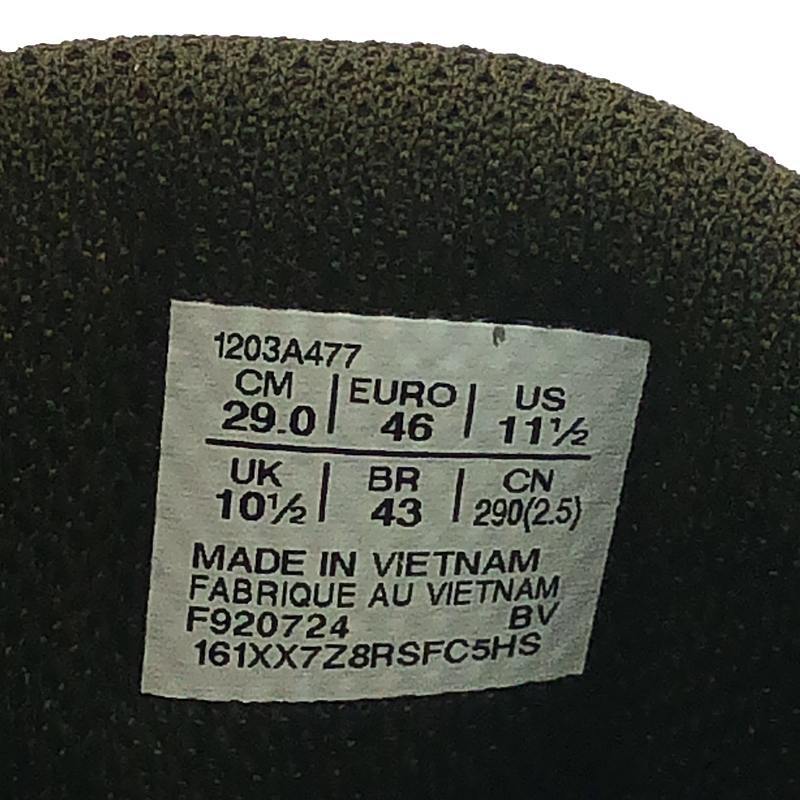 1203A477
CM | EURO | US
29.0 | 46 | 11½
UK | BR | CN
10½ | 43 | 290(2.5)
MADE IN VIETNAM
FABRIQUE AU VIETNAM
F920724 BV
161XX7Z8RSFC5HS